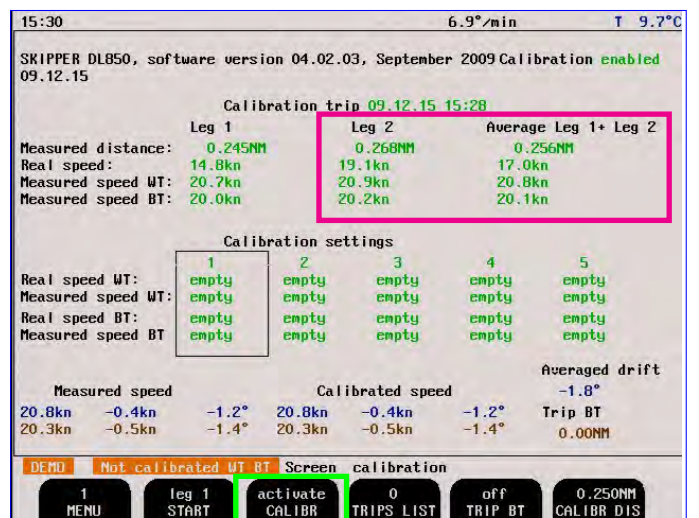 15:30 6.9°/min T 9.7°C
SKIPPER DL850, software version 04.02.03, September 2009 Calibration enabled
09.12.15
Calibration trip 09.12.15 15:28
Leg 1 Leg 2 Average Leg 1+ Leg 2
Measured distance: 0.245NM 0.268NM 0.256NM
Real speed: 14.8kn 19.1kn 17.0kn
Measured speed WT: 20.7kn 20.9kn 20.8kn
Measured speed BT: 20.0kn 20.2kn 20.1kn
Calibration settings
1 2 3 4 5
Real speed WT: empty empty empty empty empty
Measured speed WT: empty empty empty empty empty
Real speed BT: empty empty empty empty empty
Measured speed BT empty empty empty empty empty
Averaged drift
Measured speed Calibrated speed -1.8°
20.8kn -0.4kn -1.2° 20.8kn -0.4kn -1.2° Trip BT
20.3kn -0.5kn -1.4° 20.3kn -0.5kn -1.4° 0.00NM
DEMO Not calibrated WT BT Screen calibration
1 leg 1 activate 0 off 0.250NM
MENU START CALIBR TRIPS LIST TRIP BT CALIBR DIS